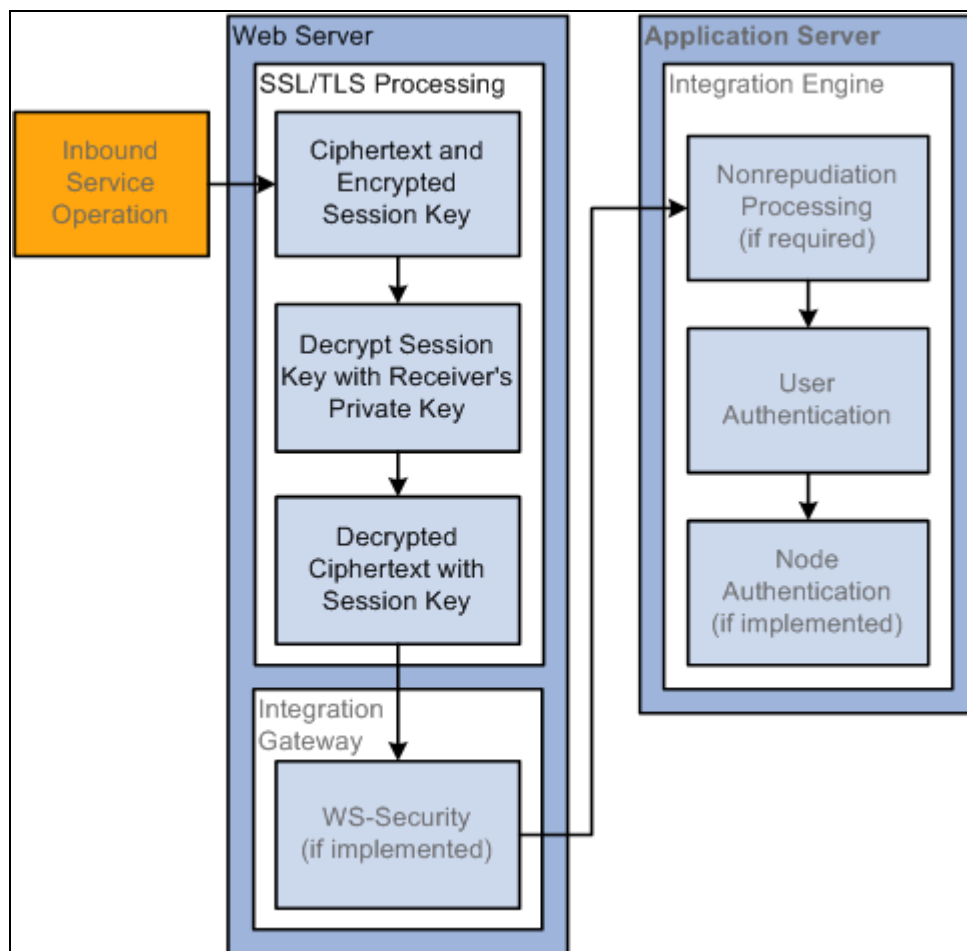 Web Server
SSL/TLS Processing
Inbound
Service
Operation
Ciphertext and
Encrypted
Session Key
Decrypt Session
Key with Receiver's
Private Key
Decrypted
Ciphertext with
Session Key
Integration
Gateway
WS-Security
(if implemented)
Application Server
Integration Engine
Nonrepudiation
Processing
(if required)
User
Authentication
Node
Authentication
(if implemented)